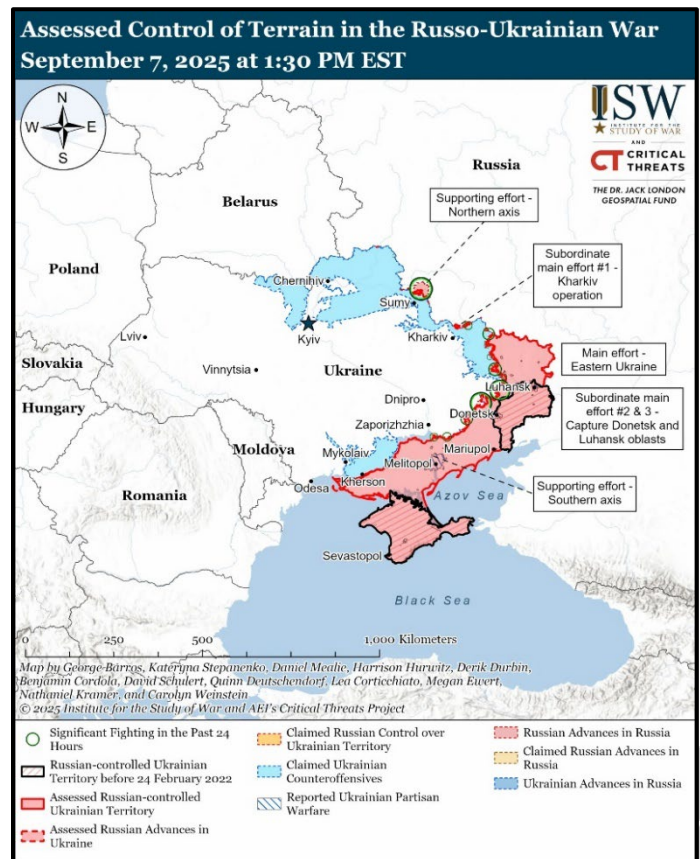 Assessed Control of Terrain in the Russo-Ukrainian War
September 7, 2025 at 1:30 PM EST
N
W
E
S
ISW
INSTITUTE FOR THE
STUDY OF WAR
AND
CT CRITICAL
THREATS
THE DR. JACK LONDON
GEOSPATIAL FUND
Russia
Belarus
Supporting effort -
Northern axis
Subordinate
main effort #1 -
Kharkiv
operation
Poland
Chernihiv
Sumy
Kyiv
Kharkiv
Lviv
Slovakia
Vinnytsia
Ukraine
Main effort -
Eastern Ukraine
Luhansk
Hungary
Dnipro
Donetsk
Subordinate main
effort #2 & 3 -
Capture Donetsk and
Luhansk oblasts
Zaporizhzhia
Moldova
Mykolaiv
Mariupol
Melitopol
Kherson
Odesa
Romania
Azov Sea
Supporting effort -
Southern axis
Sevastopol
Black Sea
0
250
500
1,000 Kilometers
Map by George Barros, Kateryna Stepanenko, Daniel Mealie, Harrison Hurwitz, Derik Durbin,
Benjamin Cordola, David Schulert, Quinn Deutschendorf, Lea Corticchiato, Megan Ewert,
Nathaniel Kramer, and Carolyn Weinstein
© 2025 Institute for the Study of War and AEI's Critical Threats Project
Significant Fighting in the Past 24
Hours
Russian-controlled Ukrainian
Territory before 24 February 2022
Assessed Russian-controlled
Ukrainian Territory
Assessed Russian Advances in
Ukraine
Claimed Russian Control over
Ukrainian Territory
Claimed Ukrainian
Counteroffensives
Reported Ukrainian Partisan
Warfare
Russian Advances in Russia
Claimed Russian Advances in
Russia
Ukrainian Advances in Russia